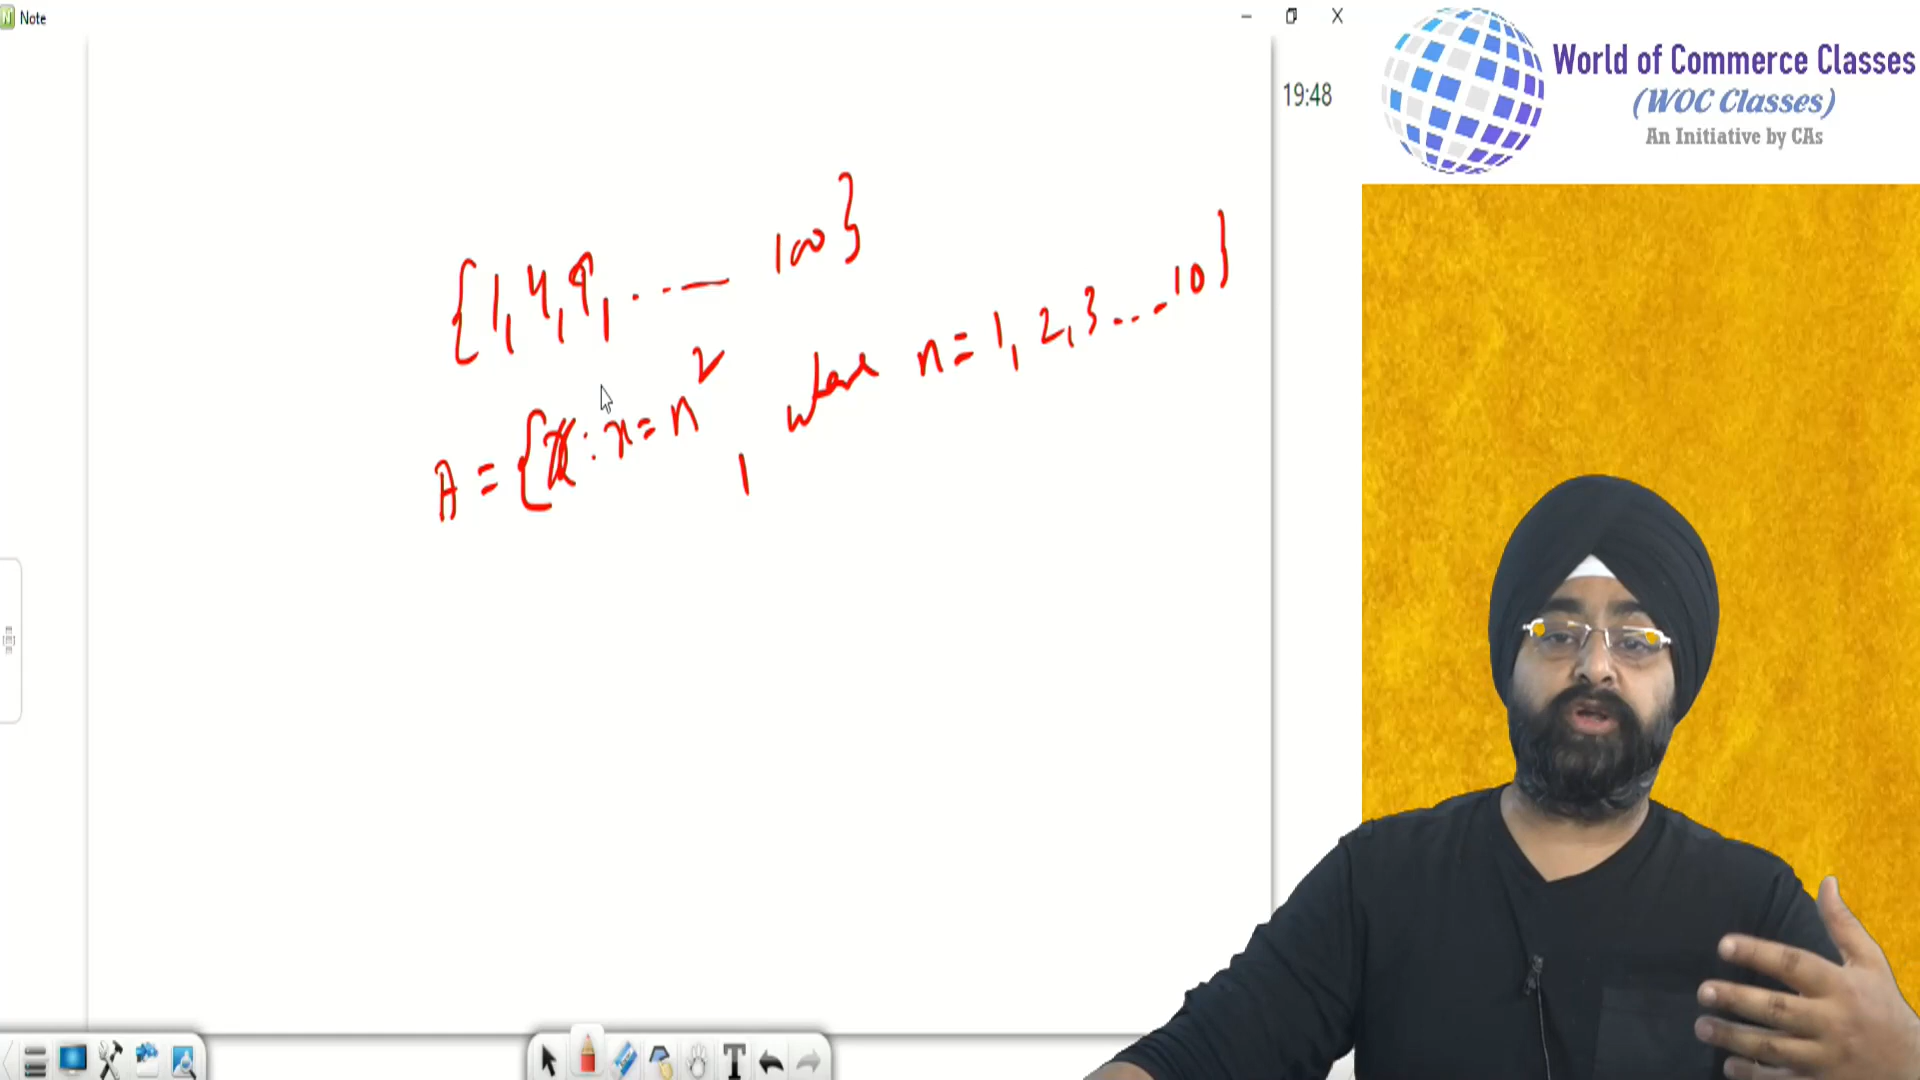 Note
World of Commerce Classes
(WOC Classes)
An Initiative by CAs
19:48
{1, 4, 9, ... — 100}
A = {x : x = n², where n = 1, 2, 3 ... 10}
T